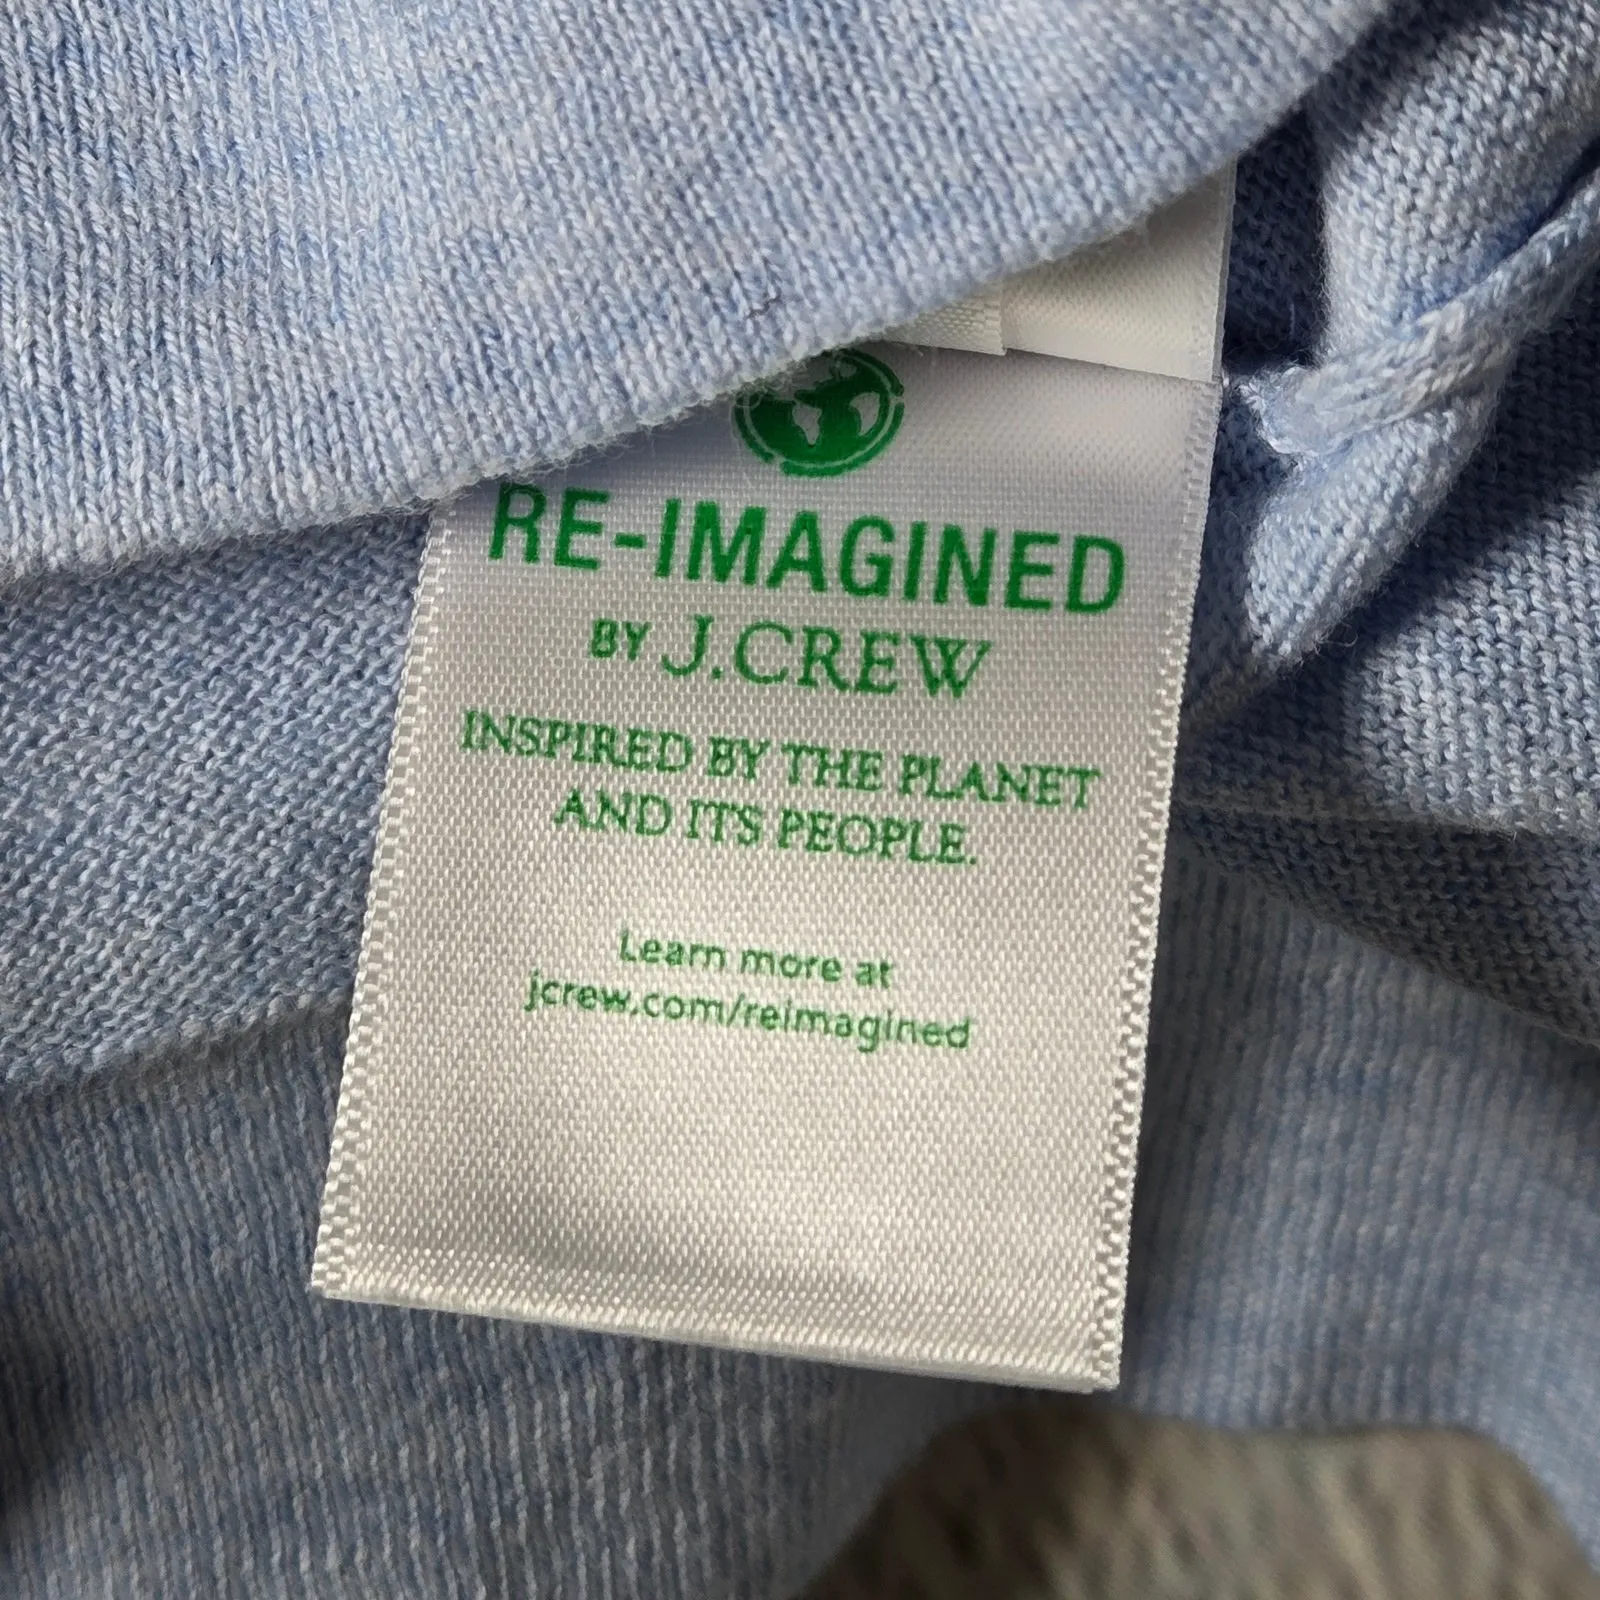 RE-IMAGINED
BY J.CREW
INSPIRED BY THE PLANET
AND ITS PEOPLE.
Learn more at
jcrew.com/reimagined